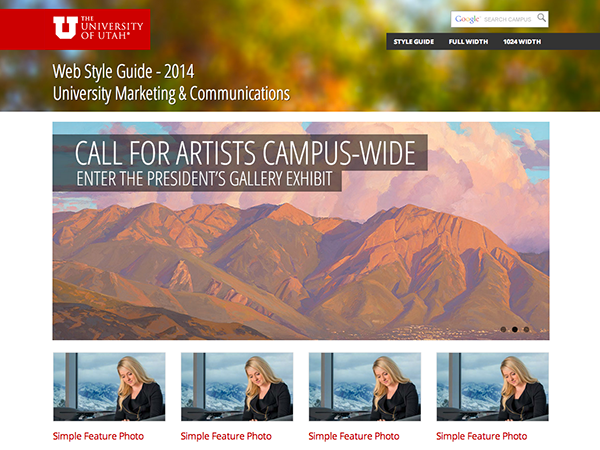 THE
UNIVERSITY
OF UTAH®
Google SEARCH CAMPUS
STYLE GUIDE FULL WIDTH 1024 WIDTH
Web Style Guide - 2014
University Marketing & Communications
CALL FOR ARTISTS CAMPUS-WIDE
ENTER THE PRESIDENT'S GALLERY EXHIBIT
Simple Feature Photo Simple Feature Photo Simple Feature Photo Simple Feature Photo